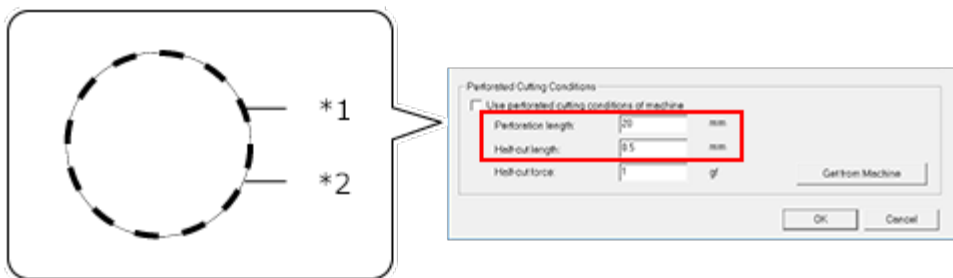 *1
*2
Perforated Cutting Conditions
Use perforated cutting conditions of machine
Perforation length: 20 mm
Half-cut length: 0.5 mm
Half-cut force: 1 gf
Get from Machine
OK Cancel